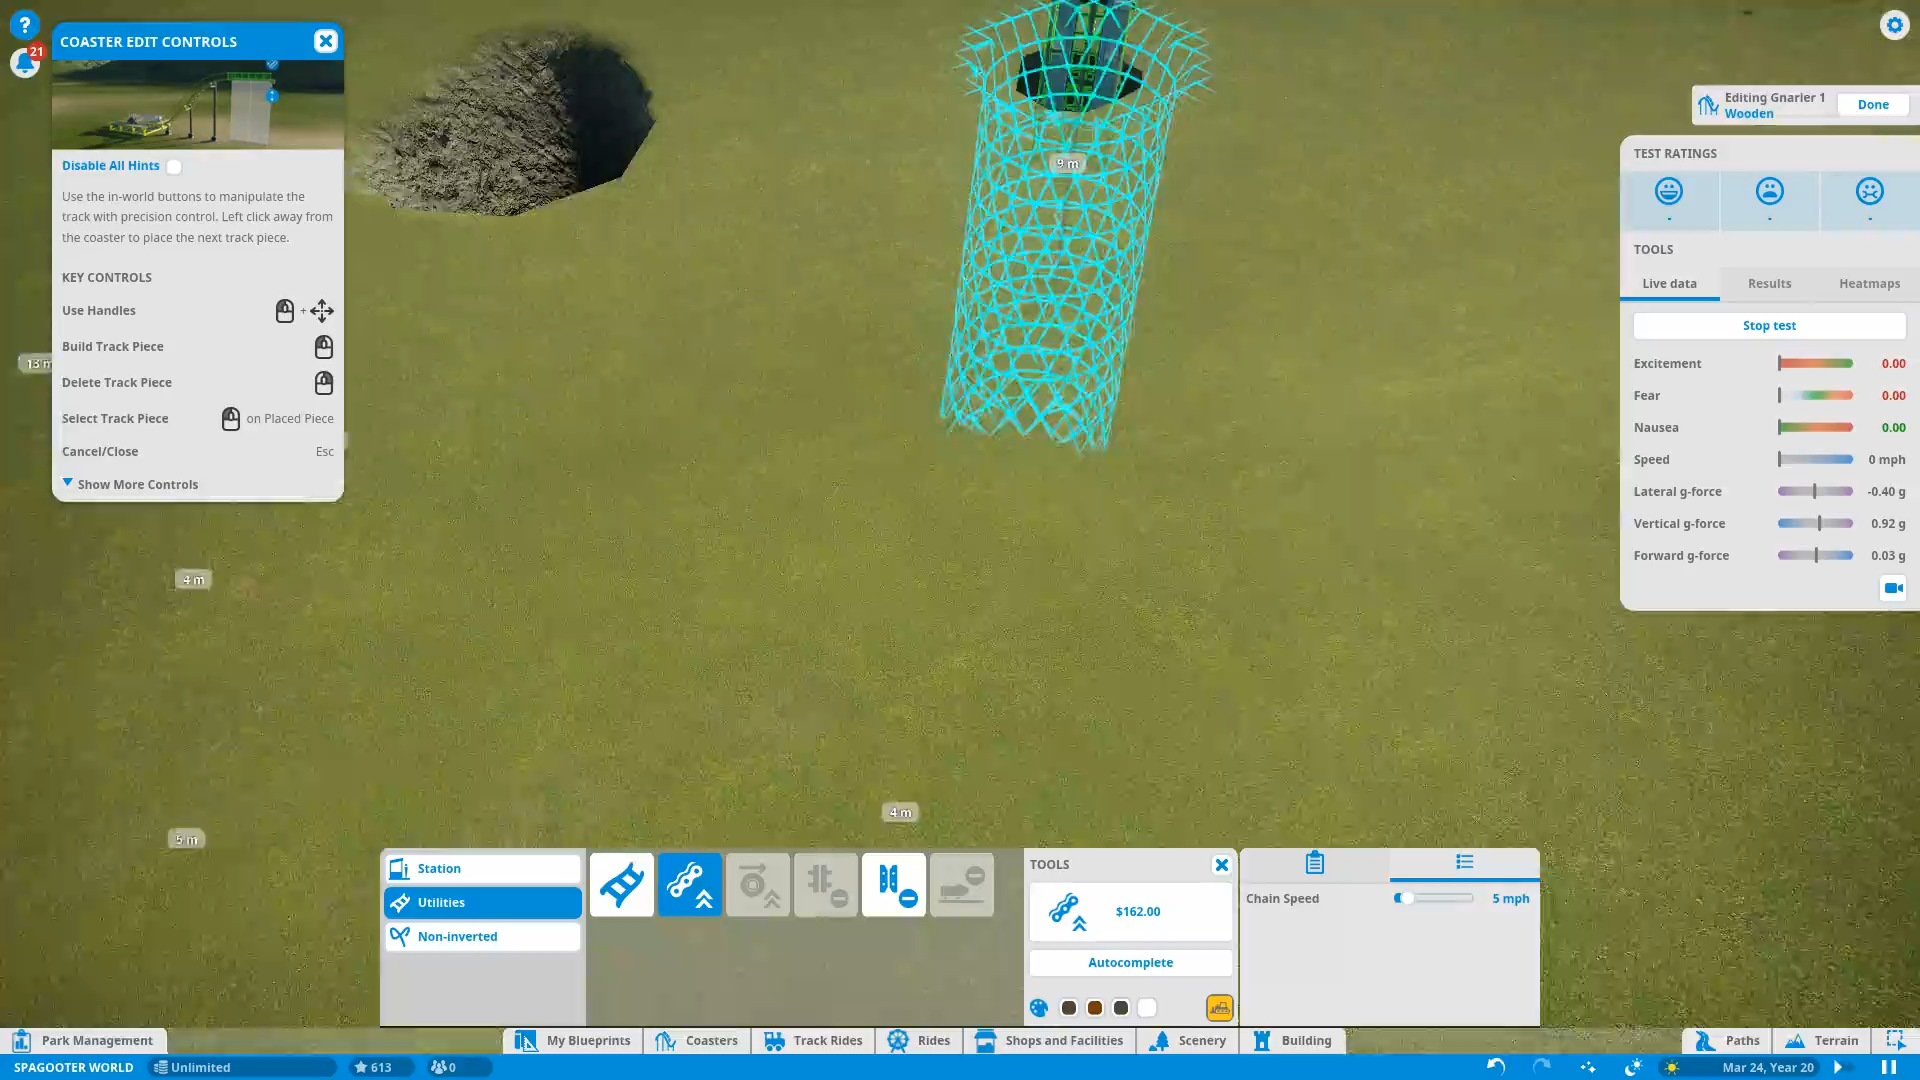 ?
21
COASTER EDIT CONTROLS
Disable All Hints
Use the in-world buttons to manipulate the
track with precision control. Left click away from
the coaster to place the next track piece.
KEY CONTROLS
Use Handles +
Build Track Piece
Delete Track Piece
Select Track Piece on Placed Piece
Cancel/Close Esc
Show More Controls
9 m
13 m
4 m
5 m
4 m
Editing Gnarler 1
Wooden
Done
TEST RATINGS
- - -
TOOLS
Live data Results Heatmaps
Stop test
Excitement 0.00
Fear 0.00
Nausea 0.00
Speed 0 mph
Lateral g-force -0.40 g
Vertical g-force 0.92 g
Forward g-force 0.03 g
Station
Utilities
Non-inverted
TOOLS
$162.00
Autocomplete
Chain Speed 5 mph
Park Management My Blueprints Coasters Track Rides Rides Shops and Facilities Scenery Building Paths Terrain
SPAGOOTER WORLD Unlimited 613 0 Mar 24, Year 20